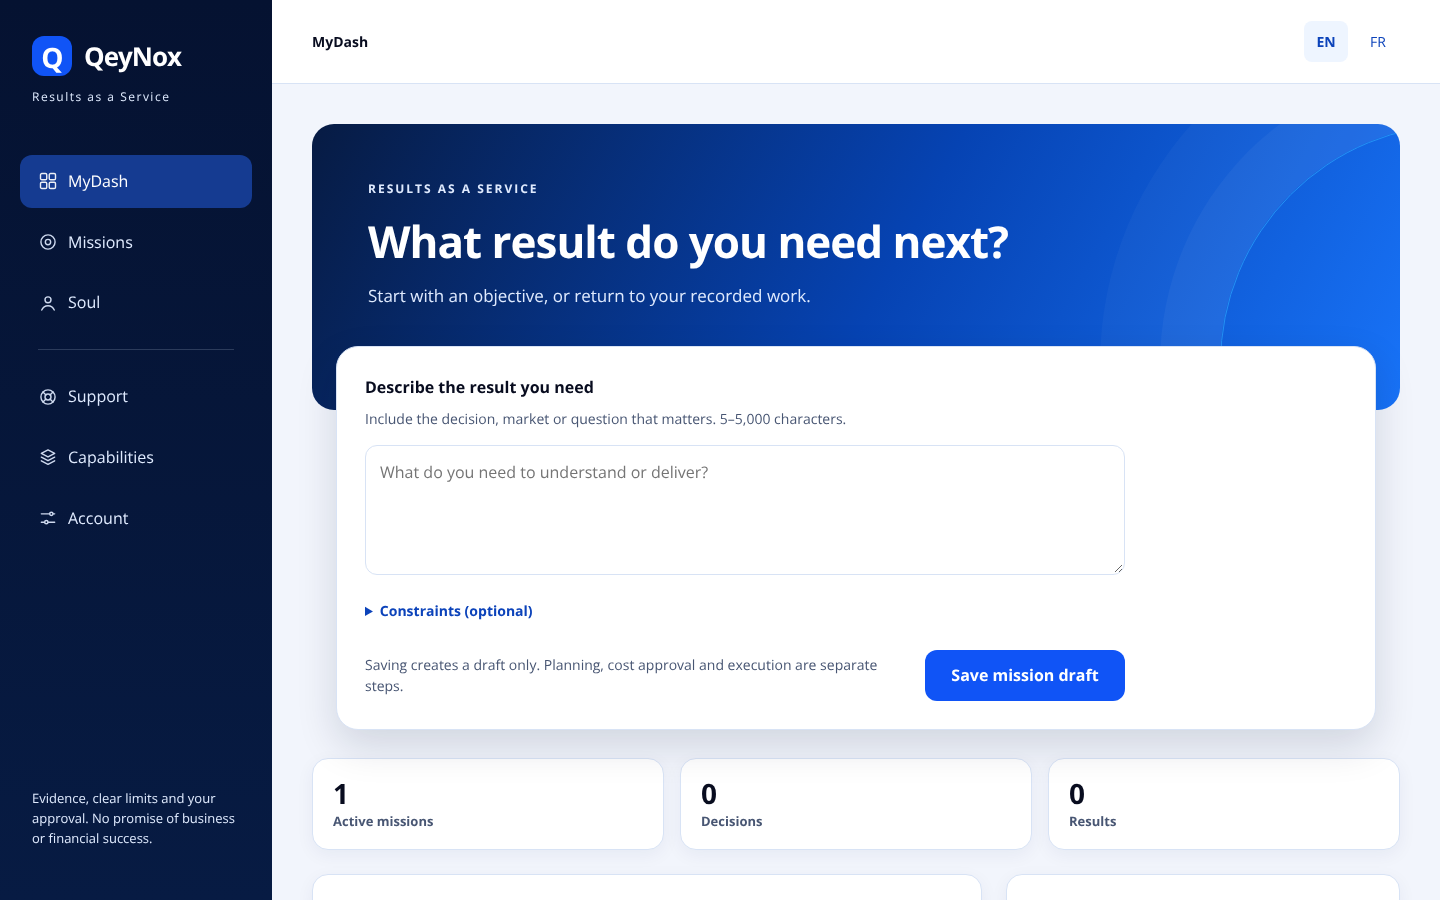 Q QeyNox
Results as a Service
MyDash
Missions
Soul
Support
Capabilities
Account
Evidence, clear limits and your
approval. No promise of business
or financial success.
MyDash
EN FR
RESULTS AS A SERVICE
What result do you need next?
Start with an objective, or return to your recorded work.
Describe the result you need
Include the decision, market or question that matters. 5–5,000 characters.
What do you need to understand or deliver?
Constraints (optional)
Saving creates a draft only. Planning, cost approval and execution are separate
steps.
Save mission draft
1
Active missions
0
Decisions
0
Results